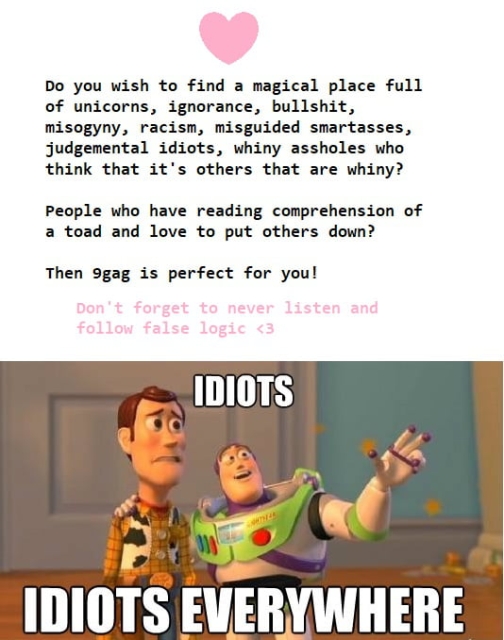 Do you wish to find a magical place full
of unicorns, ignorance, bullshit,
misogyny, racism, misguided smartasses,
judgemental idiots, whiny assholes who
think that it's others that are whiny?
People who have reading comprehension of
a toad and love to put others down?
Then 9gag is perfect for you!
Don't forget to never listen and
follow false logic <3
IDIOTS
LIGHTYEAR
IDIOTS EVERYWHERE